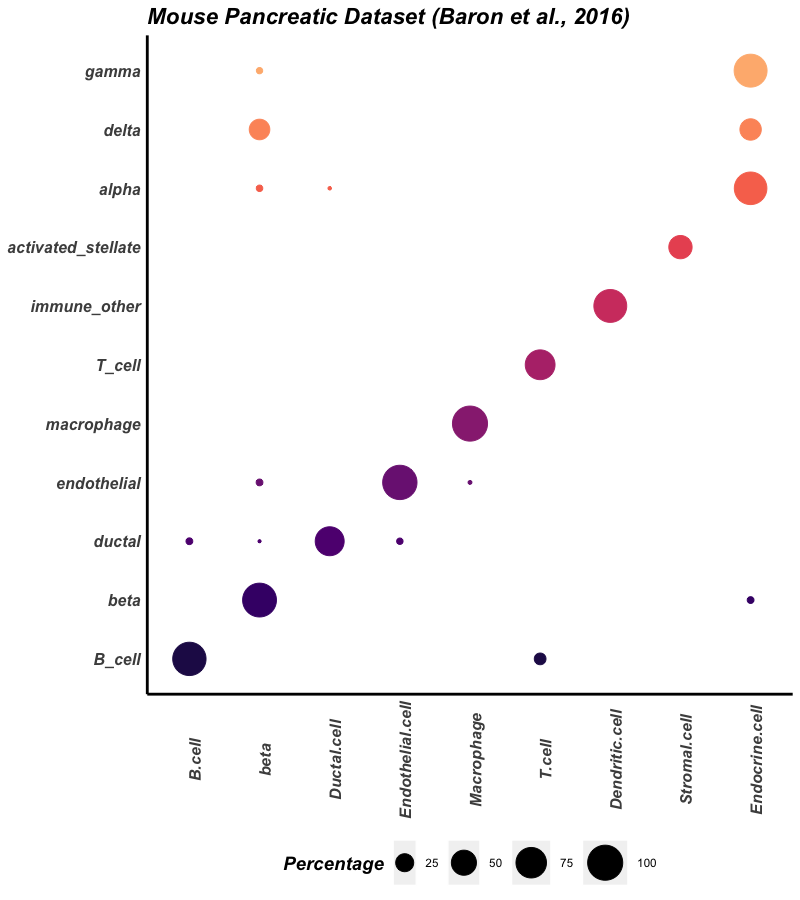 Mouse Pancreatic Dataset (Baron et al., 2016)
gamma
delta
alpha
activated_stellate
immune_other
T_cell
macrophage
endothelial
ductal
beta
B_cell
B.cell
beta
Ductal.cell
Endothelial.cell
Macrophage
T.cell
Dendritic.cell
Stromal.cell
Endocrine.cell
Percentage 25 50 75 100